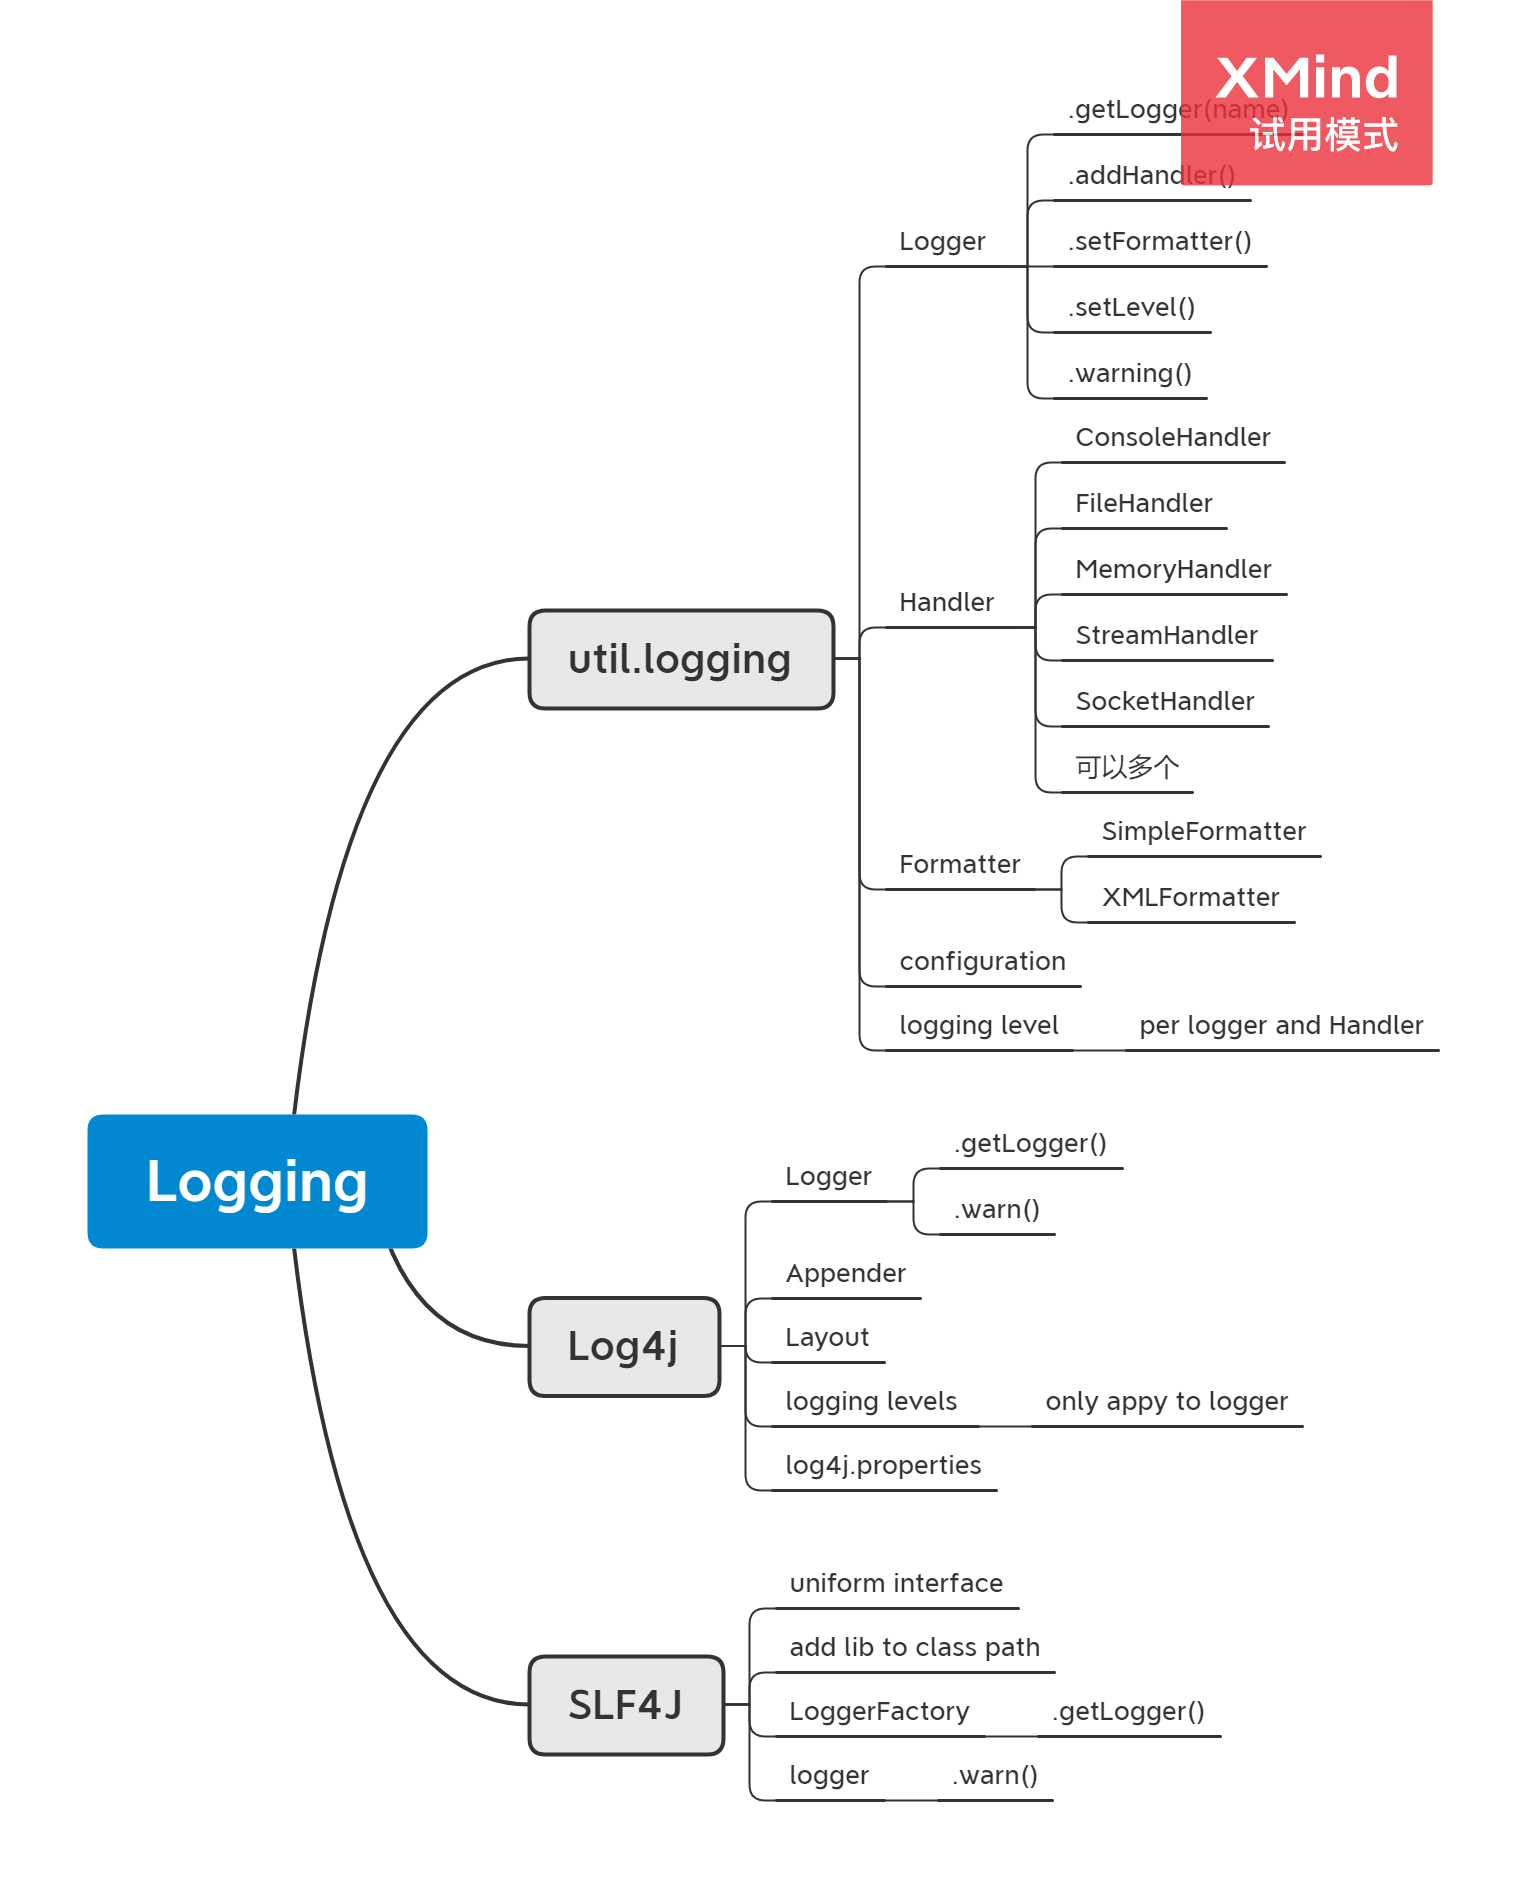 XMind
试用模式
.getLogger(name)
.addHandler()
Logger
.setFormatter()
.setLevel()
.warning()
ConsoleHandler
FileHandler
MemoryHandler
Handler
StreamHandler
util.logging
SocketHandler
可以多个
SimpleFormatter
Formatter
XMLFormatter
configuration
logging level
per logger and Handler
Logging
.getLogger()
Logger
.warn()
Appender
Layout
Log4j
logging levels
only appy to logger
log4j.properties
uniform interface
add lib to class path
SLF4J
LoggerFactory
.getLogger()
logger
.warn()